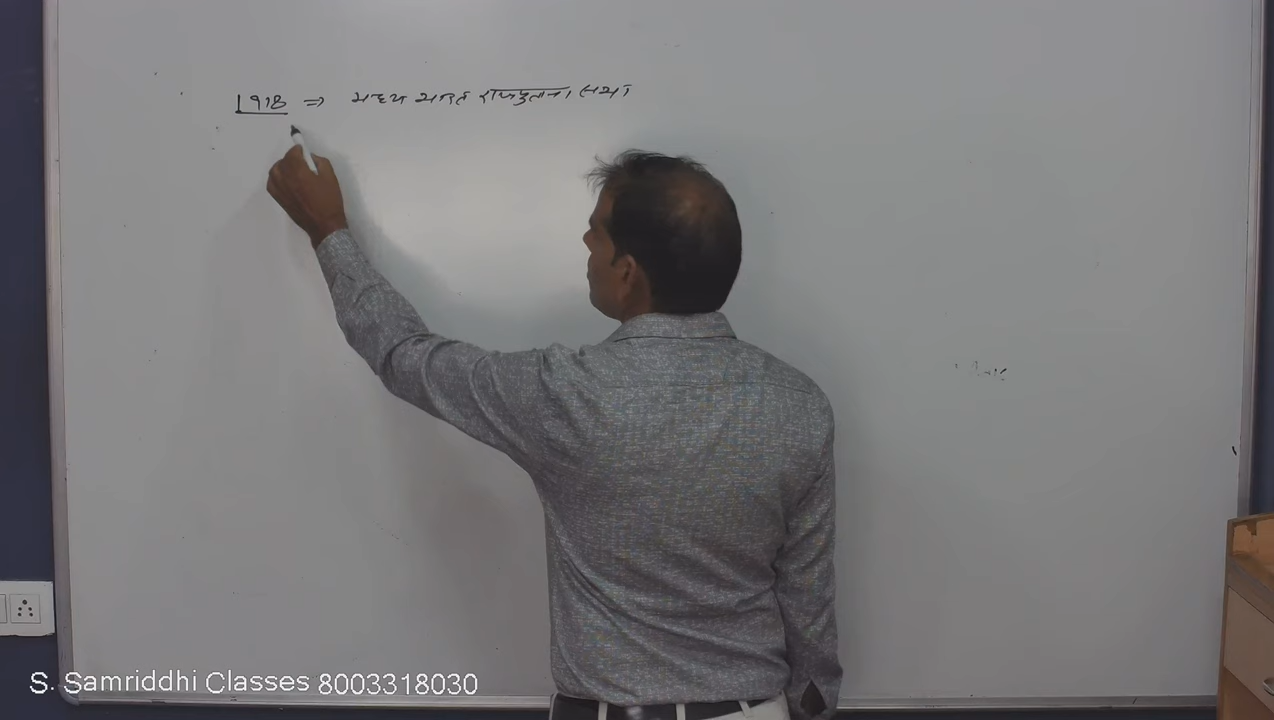 1918 ⇒ मध्य भारत राजपुताना सभा
S. Samriddhi Classes 8003318030